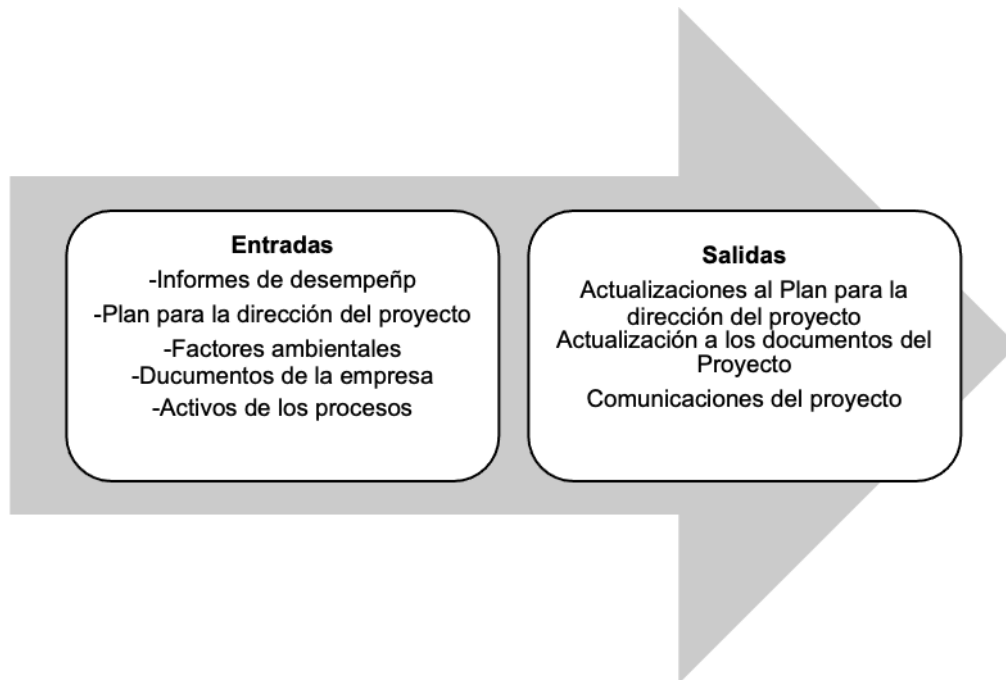 Entradas
-Informes de desempeñp
-Plan para la dirección del proyecto
-Factores ambientales
-Ducumentos de la empresa
-Activos de los procesos
Salidas
Actualizaciones al Plan para la
dirección del proyecto
Actualización a los documentos del
Proyecto
Comunicaciones del proyecto